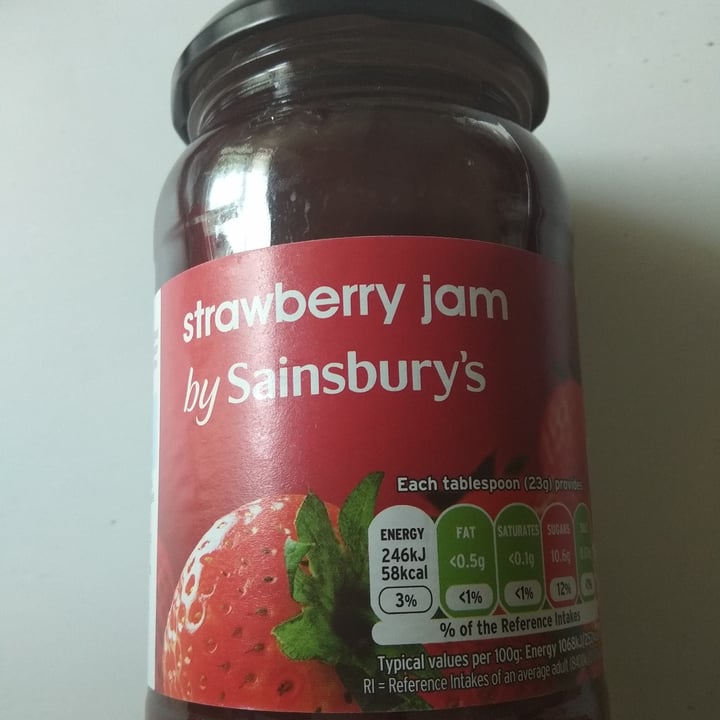 strawberry jam
by Sainsbury's
Each tablespoon (23g) provides
ENERGY FAT SATURATES SUGARS
246kJ <0.5g <0.1g 10.6g
58kcal
3% <1% <1% 12%
% of the Reference Intakes
Typical values per 100g: Energy 1068kJ/
RI = Reference Intakes of an average adult